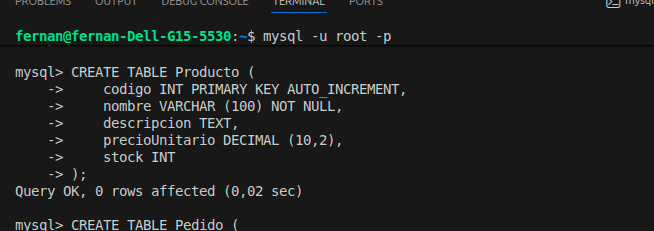 PROBLEMS OUTPUT DEBUG CONSOLE TERMINAL PORTS mysql
fernan@fernan-Dell-G15-5530:~$ mysql -u root -p
mysql> CREATE TABLE Producto (
    ->     codigo INT PRIMARY KEY AUTO_INCREMENT,
    ->     nombre VARCHAR (100) NOT NULL,
    ->     descripcion TEXT,
    ->     precioUnitario DECIMAL (10,2),
    ->     stock INT
    -> );
Query OK, 0 rows affected (0,02 sec)
mysql> CREATE TABLE Pedido (